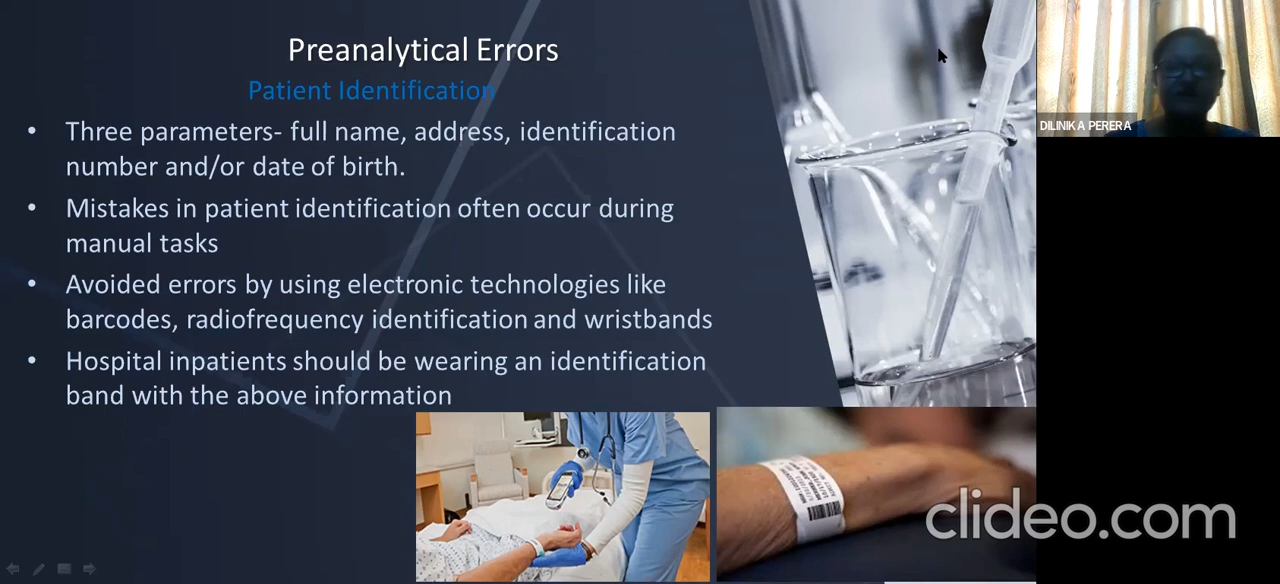 Preanalytical Errors
Patient Identification
• Three parameters- full name, address, identification
number and/or date of birth.
• Mistakes in patient identification often occur during
manual tasks
• Avoided errors by using electronic technologies like
barcodes, radiofrequency identification and wristbands
• Hospital inpatients should be wearing an identification
band with the above information
DILINIKA PERERA
clideo.com